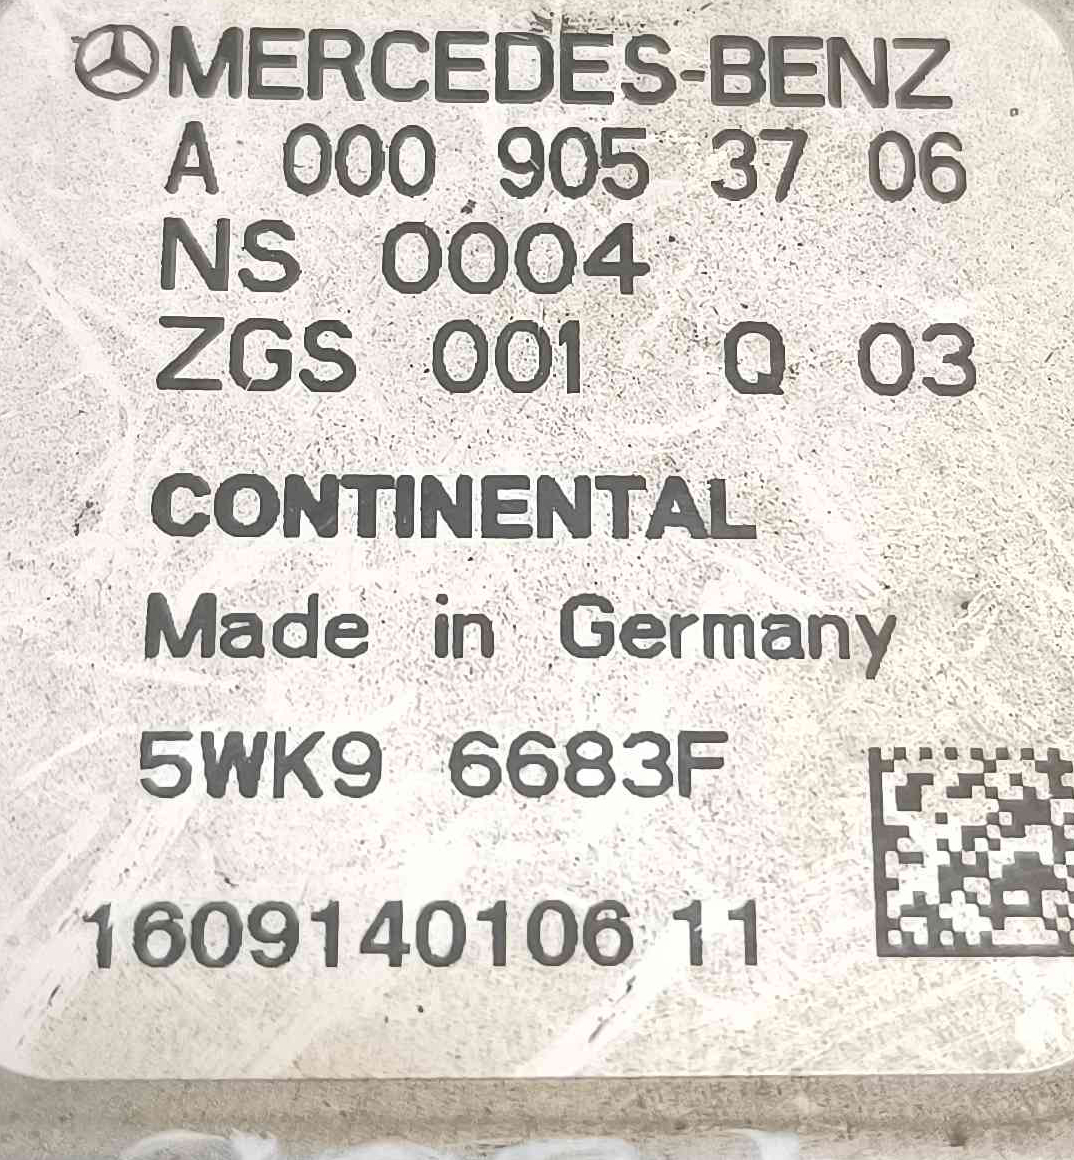 MERCEDES-BENZ
A 000 905 37 06
NS 0004
ZGS 001 Q 03
CONTINENTAL
Made in Germany
5WK9 6683F
1609140106 11